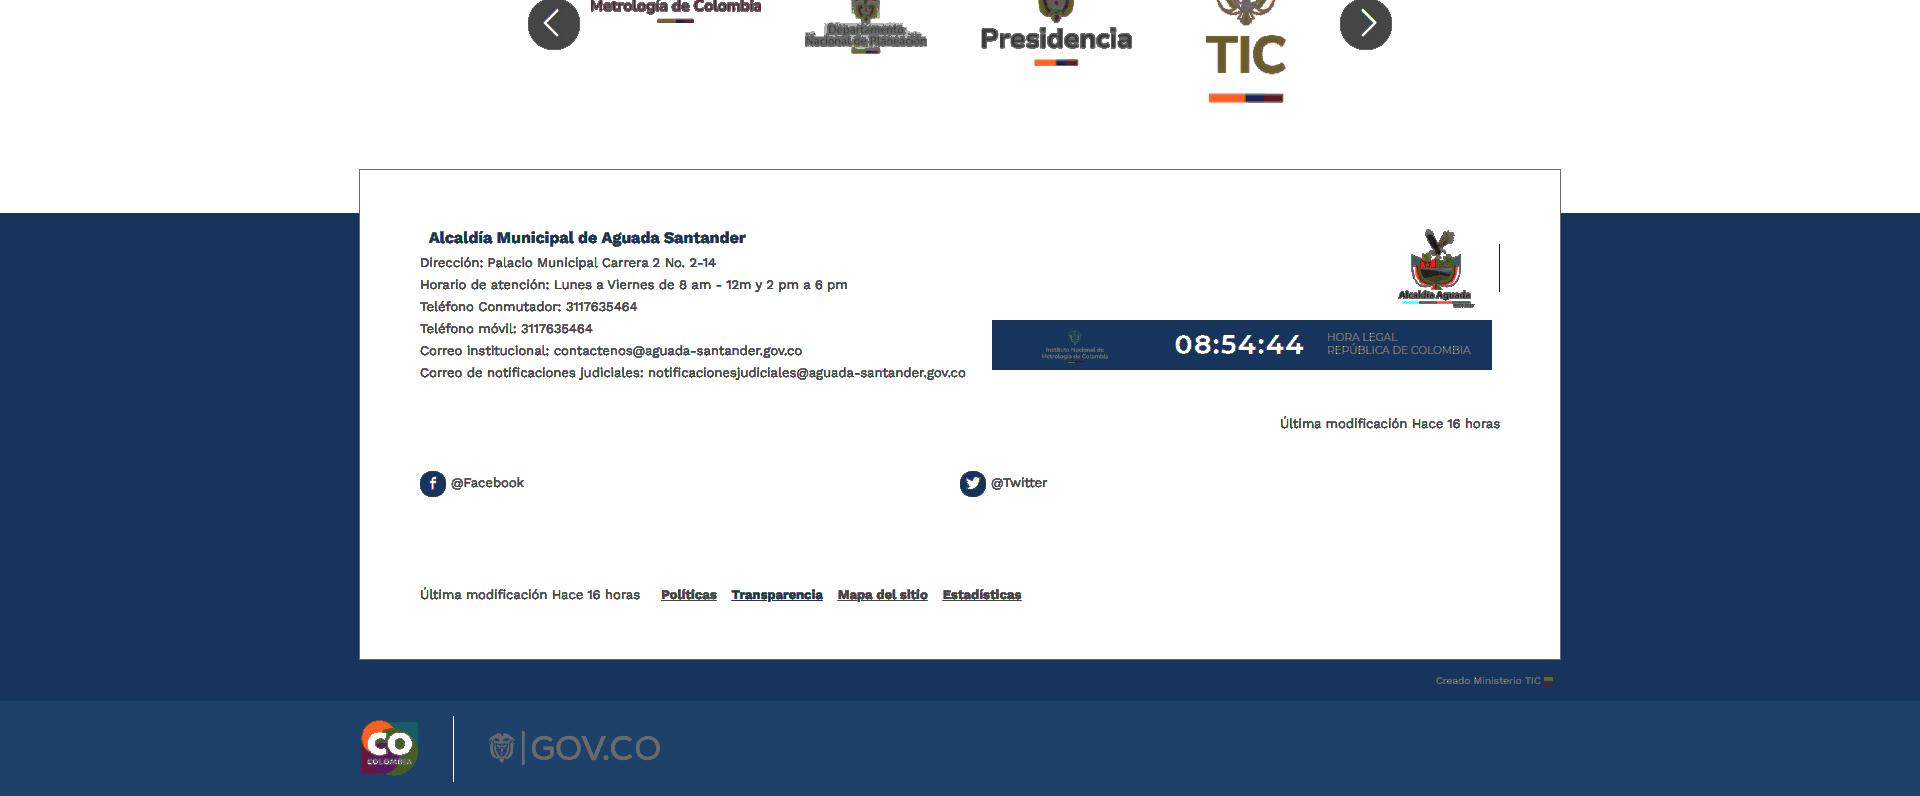 Metrología de Colombia
Departamento
Nacional de Planeación
Presidencia
TIC
Alcaldía Municipal de Aguada Santander
Dirección: Palacio Municipal Carrera 2 No. 2-14
Horario de atención: Lunes a Viernes de 8 am - 12m y 2 pm a 6 pm
Teléfono Conmutador: 3117635464
Teléfono móvil: 3117635464
Correo institucional: contactenos@aguada-santander.gov.co
Correo de notificaciones judiciales: notificacionesjudiciales@aguada-santander.gov.co
Alcaldía Aguada
Instituto Nacional de
Metrología de Colombia
08:54:44
HORA LEGAL
REPÚBLICA DE COLOMBIA
Última modificación Hace 16 horas
@Facebook
@Twitter
Última modificación Hace 16 horas Políticas Transparencia Mapa del sitio Estadísticas
Creado Ministerio TIC
CO
COLOMBIA
GOV.CO